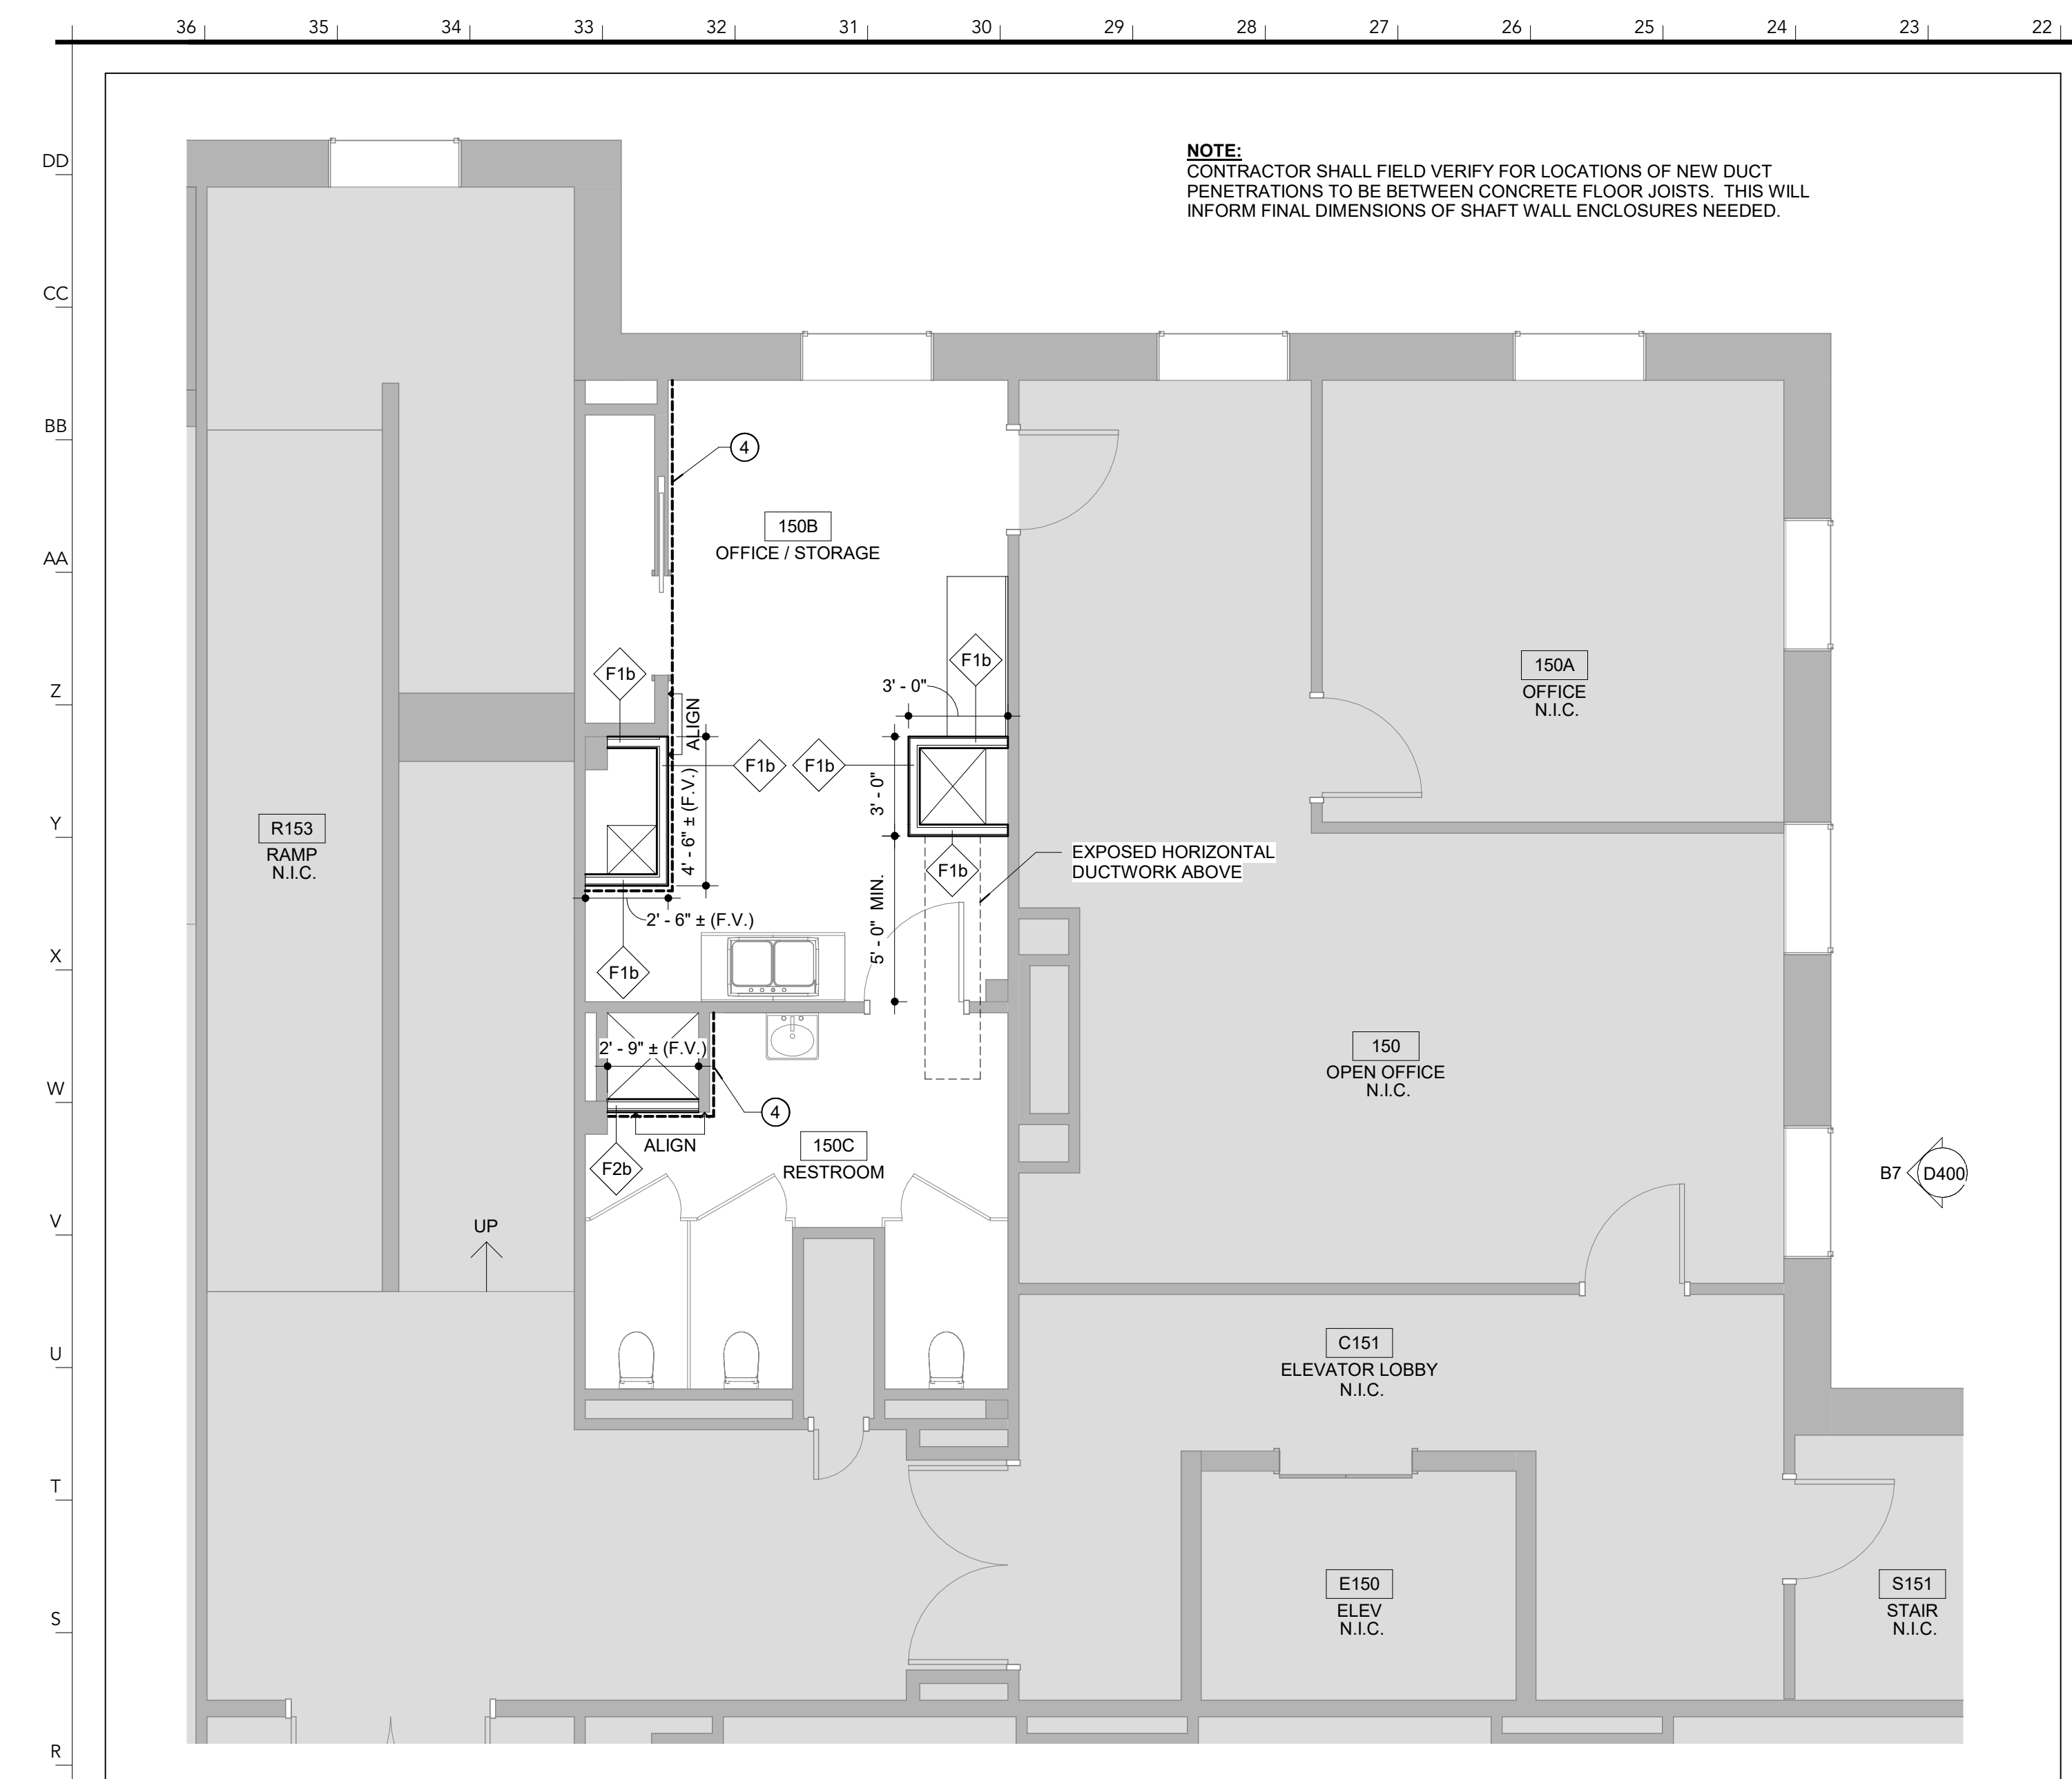 36 35 34 33 32 31 30 29 28 27 26 25 24 23 22
DD
CC
BB
AA
Z
Y
X
W
V
U
T
S
R
NOTE:
CONTRACTOR SHALL FIELD VERIFY FOR LOCATIONS OF NEW DUCT
PENETRATIONS TO BE BETWEEN CONCRETE FLOOR JOISTS. THIS WILL
INFORM FINAL DIMENSIONS OF SHAFT WALL ENCLOSURES NEEDED.
4
150B
OFFICE / STORAGE
F1b
F1b
3' - 0"
ALIGN
150A
OFFICE
N.I.C.
F1b
F1b
4' - 6" ± (F.V.)
3' - 0"
R153
RAMP
N.I.C.
EXPOSED HORIZONTAL
DUCTWORK ABOVE
F1b
2' - 6" ± (F.V.)
5' - 0" MIN.
F1b
2' - 9" ± (F.V.)
150
OPEN OFFICE
N.I.C.
4
ALIGN
F2b
150C
RESTROOM
B7
D400
UP
C151
ELEVATOR LOBBY
N.I.C.
E150
ELEV
N.I.C.
S151
STAIR
N.I.C.